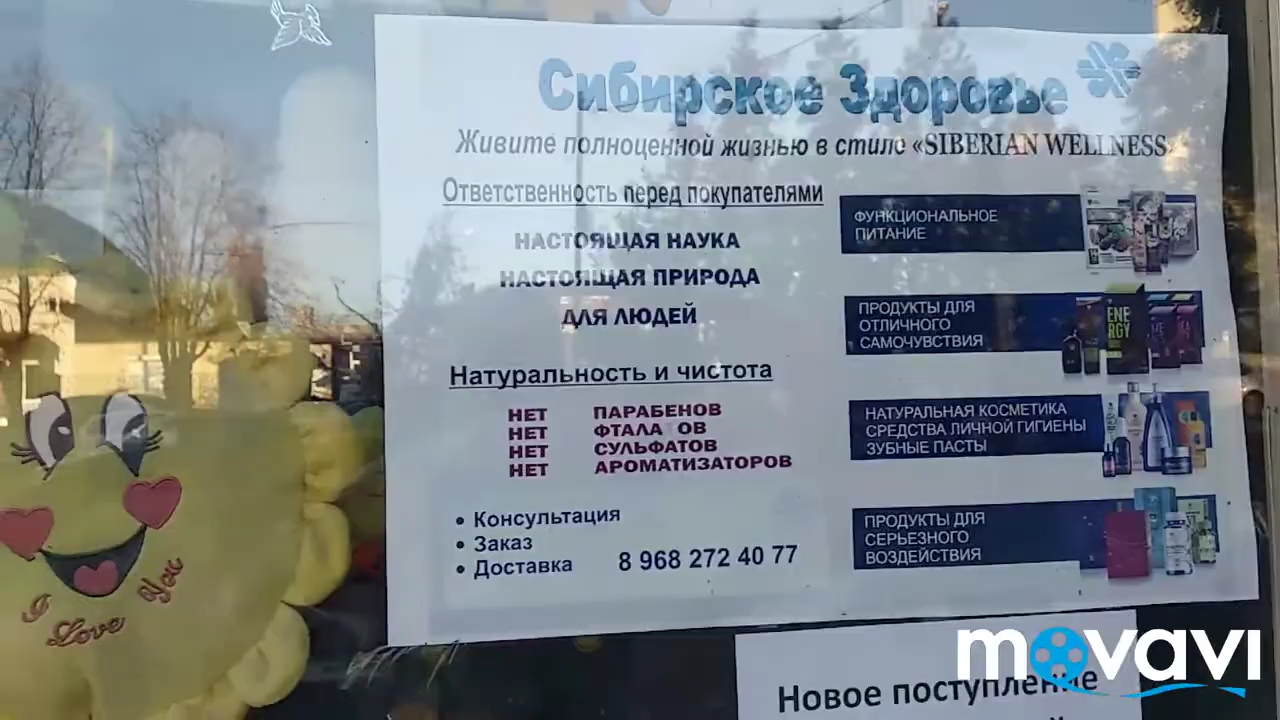 Сибирское Здоровье
Живите полноценной жизнью в стиле «SIBERIAN WELLNESS
Ответственность перед покупателями
НАСТОЯЩАЯ НАУКА
НАСТОЯЩАЯ ПРИРОДА
ДЛЯ ЛЮДЕЙ
Натуральность и чистота
НЕТ ПАРАБЕНОВ
НЕТ ФТАЛА ОВ
НЕТ СУЛЬФАТОВ
НЕТ АРОМАТИЗАТОРОВ
• Консультация
• Заказ
• Доставка 8 968 272 40 77
ФУНКЦИОНАЛЬНОЕ
ПИТАНИЕ
ПРОДУКТЫ ДЛЯ
ОТЛИЧНОГО
САМОЧУВСТВИЯ
ENE
RGY
НАТУРАЛЬНАЯ КОСМЕТИКА
СРЕДСТВА ЛИЧНОЙ ГИГИЕНЫ
ЗУБНЫЕ ПАСТЫ
ПРОДУКТЫ ДЛЯ
СЕРЬЕЗНОГО
ВОЗДЕЙСТВИЯ
I Love You
Новое поступление
movavi